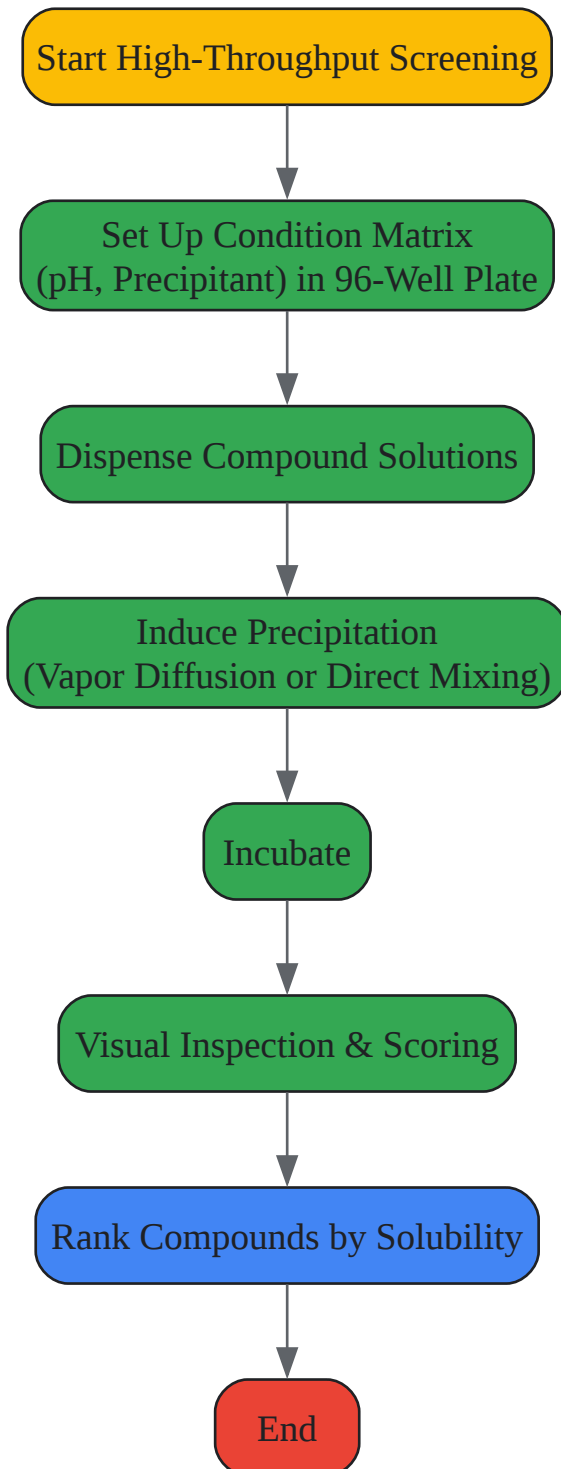 Start High-Throughput Screening
Set Up Condition Matrix
(pH, Precipitant) in 96-Well Plate
Dispense Compound Solutions
Induce Precipitation
(Vapor Diffusion or Direct Mixing)
Incubate
Visual Inspection & Scoring
Rank Compounds by Solubility
End